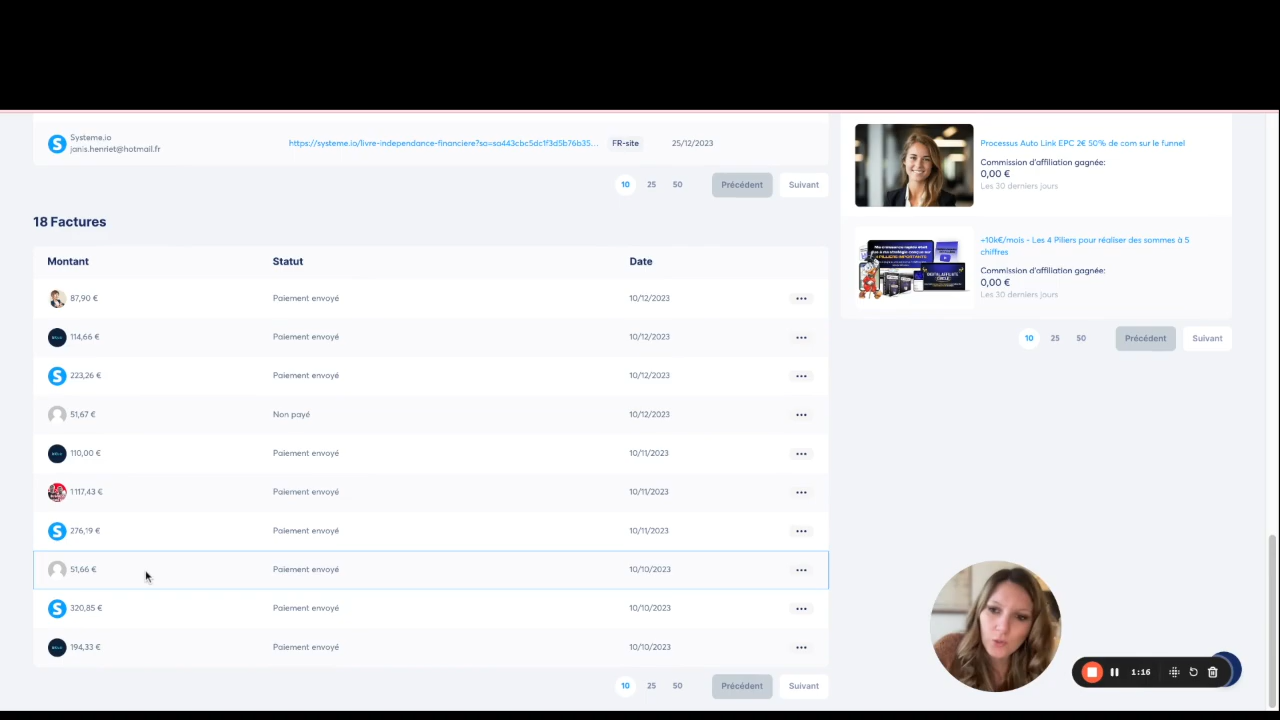 Systeme.io
janis.henriet@hotmail.fr
https://systeme.io/livre-independance-financiere?sa=sa443cbc5dc1f3d5b76b35...
FR-site
25/12/2023
10 25 50 Précédent Suivant
18 Factures
Montant Statut Date
87,90 € Paiement envoyé 10/12/2023
114,66 € Paiement envoyé 10/12/2023
223,26 € Paiement envoyé 10/12/2023
51,67 € Non payé 10/12/2023
110,00 € Paiement envoyé 10/11/2023
1 117,43 € Paiement envoyé 10/11/2023
276,19 € Paiement envoyé 10/11/2023
51,66 € Paiement envoyé 10/10/2023
320,85 € Paiement envoyé 10/10/2023
194,33 € Paiement envoyé 10/10/2023
10 25 50 Précédent Suivant
Processus Auto Link EPC 2€ 50% de com sur le funnel
Commission d'affiliation gagnée:
0,00 €
Les 30 derniers jours
+10k€/mois - Les 4 Piliers pour réaliser des sommes à 5
chiffres
Commission d'affiliation gagnée:
0,00 €
Les 30 derniers jours
10 25 50 Précédent Suivant
1:16